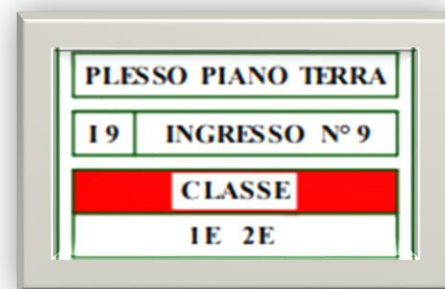 PLESSO PIANO TERRA
I 9 INGRESSO N° 9
CLASSE
1E 2E